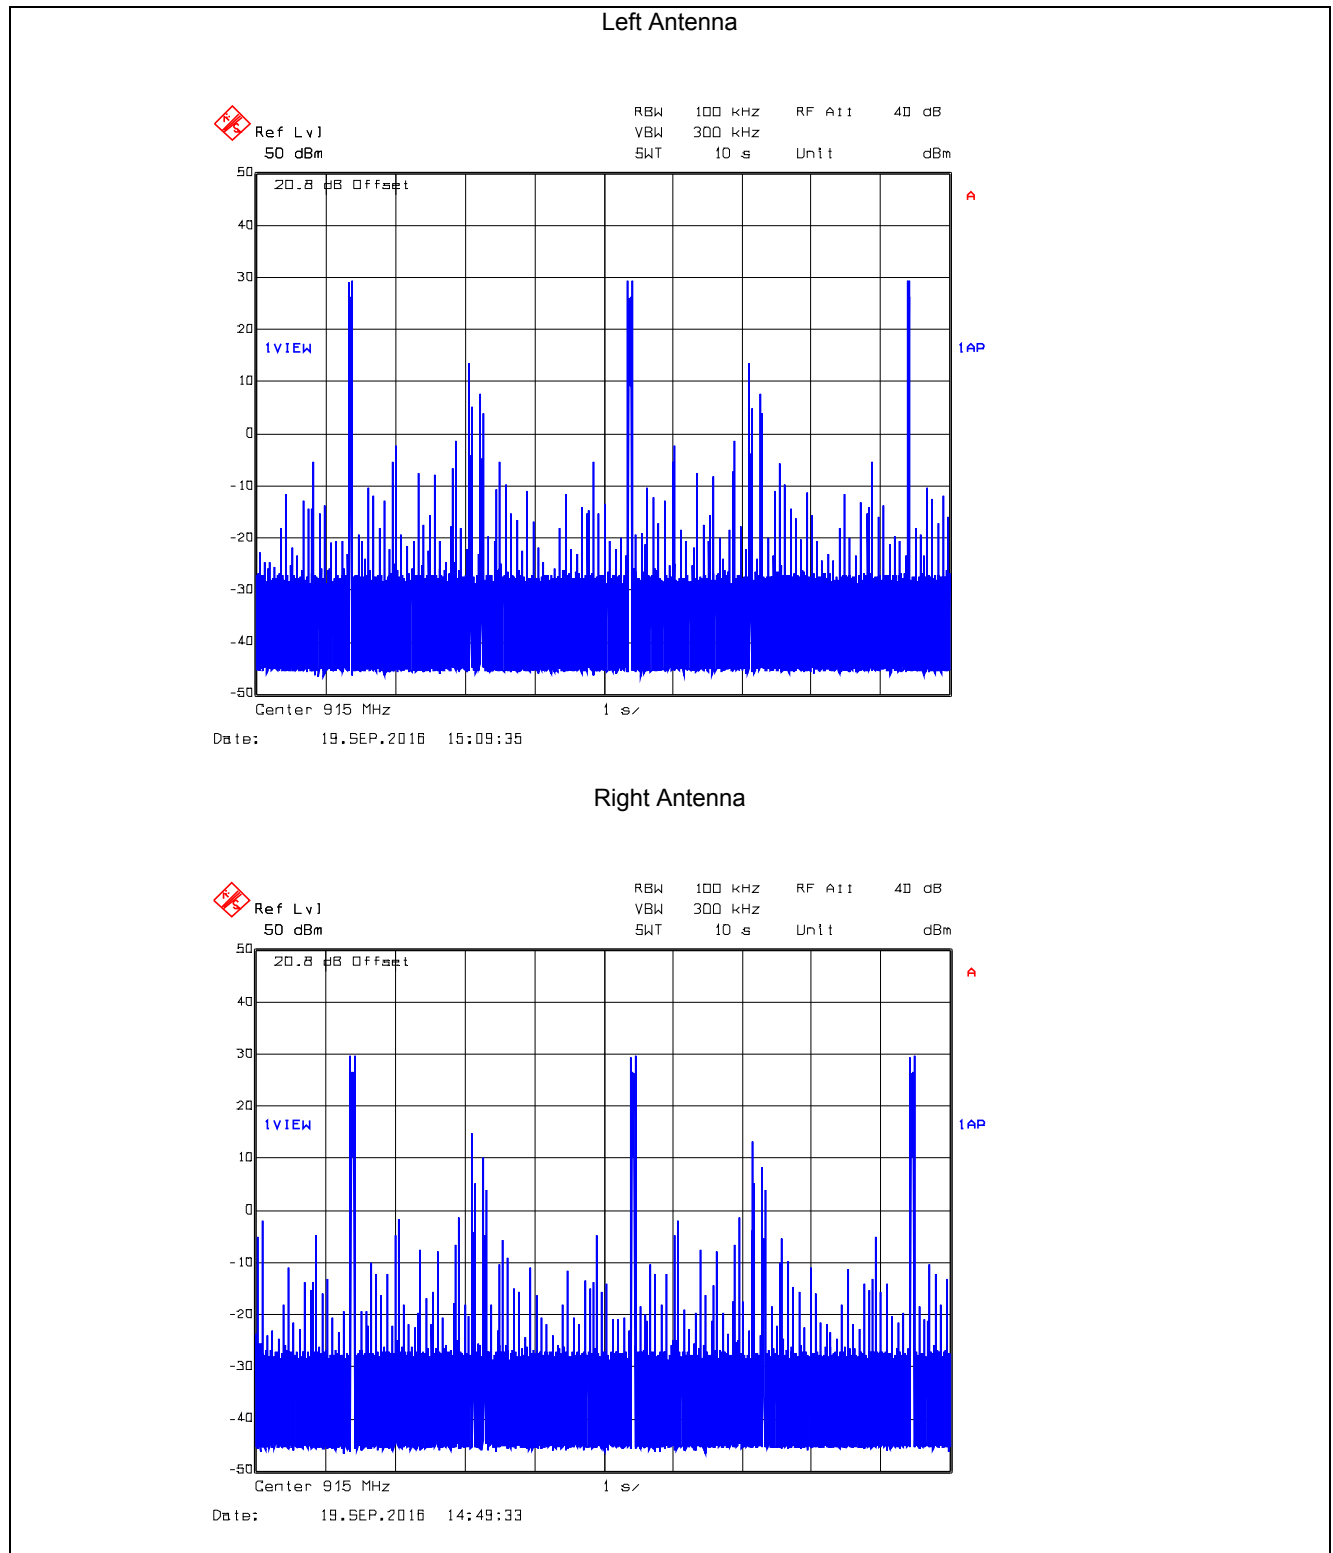 Left Antenna
RBW 100 kHz RF Att 40 dB
Ref Lvl VBW 300 kHz
50 dBm SWT 10 s Unit dBm
50
20.8 dB Offset
A
40
30
20
1VIEW 1AP
10
0
-10
-20
-30
-40
-50
Center 915 MHz 1 s/
Date: 19.SEP.2016 15:09:35
Right Antenna
RBW 100 kHz RF Att 40 dB
Ref Lvl VBW 300 kHz
50 dBm SWT 10 s Unit dBm
50
20.8 dB Offset
A
40
30
20
1VIEW 1AP
10
0
-10
-20
-30
-40
-50
Center 915 MHz 1 s/
Date: 19.SEP.2016 14:49:33